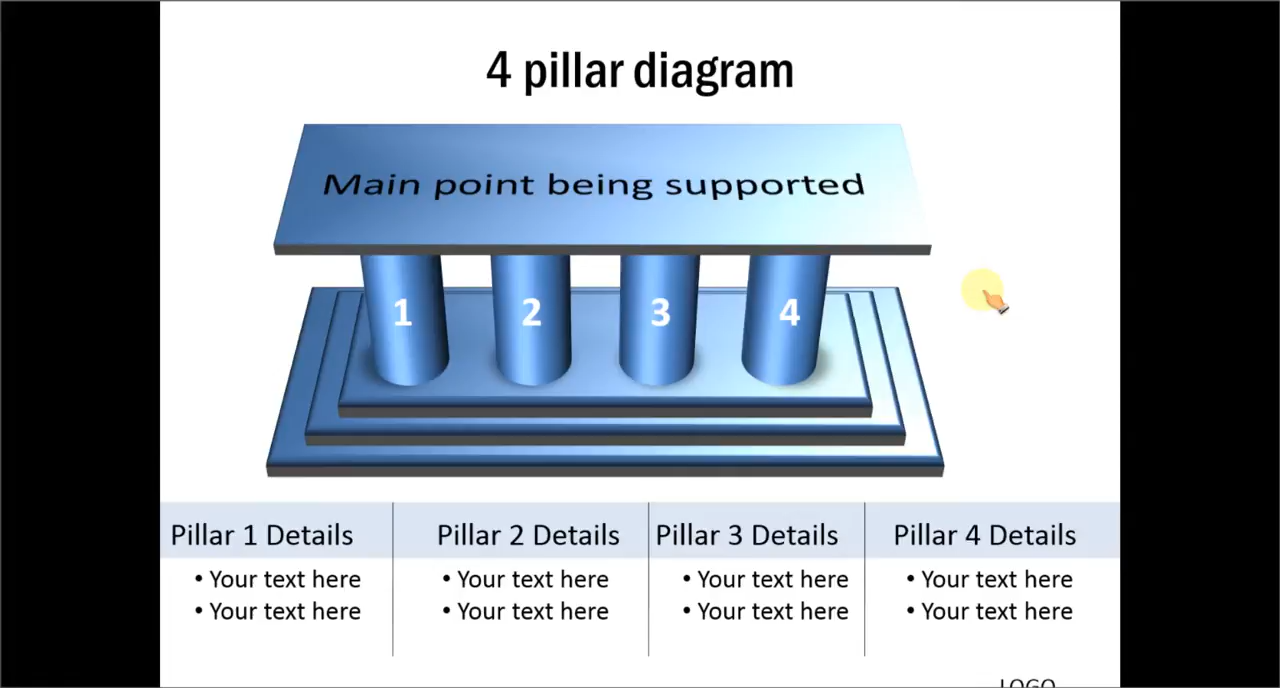 4 pillar diagram
Main point being supported
1 2 3 4
Pillar 1 Details Pillar 2 Details Pillar 3 Details Pillar 4 Details
• Your text here • Your text here • Your text here • Your text here
• Your text here • Your text here • Your text here • Your text here
LOGO